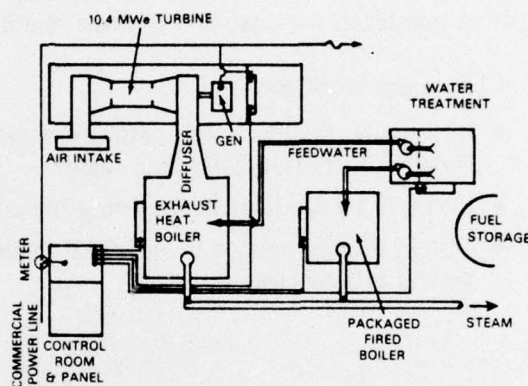 10.4 MWe TURBINE
WATER
TREATMENT
GEN
AIR INTAKE
DIFFUSER
FEEDWATER
EXHAUST
HEAT
BOILER
FUEL
STORAGE
METER
COMMERCIAL
POWER LINE
CONTROL
ROOM
& PANEL
PACKAGED
FIRED
BOILER
STEAM